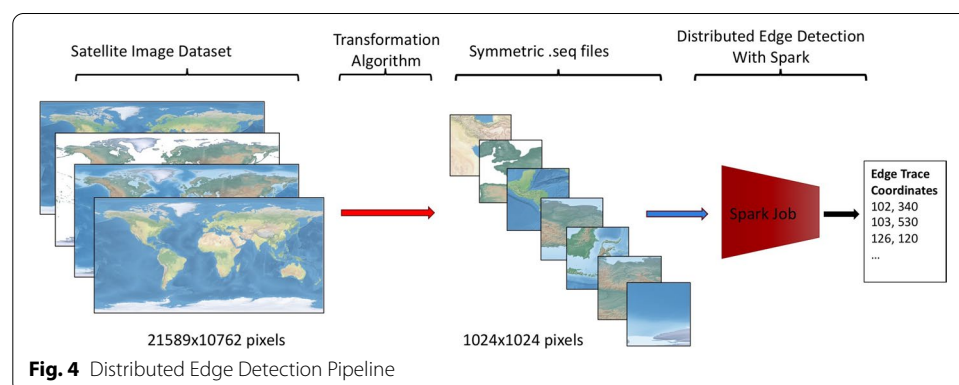 Satellite Image Dataset
Transformation
Algorithm
Symmetric .seq files
Distributed Edge Detection
With Spark
Spark Job
Edge Trace
Coordinates
102, 340
103, 530
126, 120
...
21589x10762 pixels
1024x1024 pixels
Fig. 4 Distributed Edge Detection Pipeline